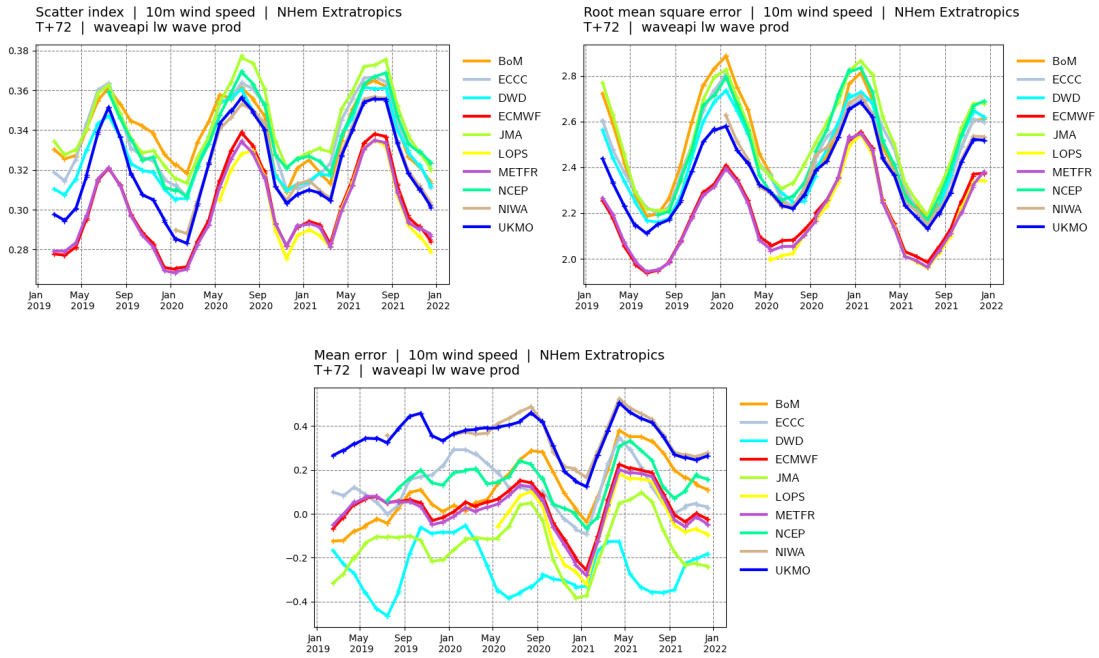 Scatter index | 10m wind speed | NHem Extratropics
T+72 | waveapi lw wave prod
0.38
0.36
0.34
0.32
0.30
0.28
Jan 2019
May 2019
Sep 2019
Jan 2020
May 2020
Sep 2020
Jan 2021
May 2021
Sep 2021
Jan 2022
BoM
ECCC
DWD
ECMWF
JMA
LOPS
METFR
NCEP
NIWA
UKMO
Root mean square error | 10m wind speed | NHem Extratropics
T+72 | waveapi lw wave prod
2.8
2.6
2.4
2.2
2.0
Jan 2019
May 2019
Sep 2019
Jan 2020
May 2020
Sep 2020
Jan 2021
May 2021
Sep 2021
Jan 2022
BoM
ECCC
DWD
ECMWF
JMA
LOPS
METFR
NCEP
NIWA
UKMO
Mean error | 10m wind speed | NHem Extratropics
T+72 | waveapi lw wave prod
0.4
0.2
0.0
−0.2
−0.4
Jan 2019
May 2019
Sep 2019
Jan 2020
May 2020
Sep 2020
Jan 2021
May 2021
Sep 2021
Jan 2022
BoM
ECCC
DWD
ECMWF
JMA
LOPS
METFR
NCEP
NIWA
UKMO